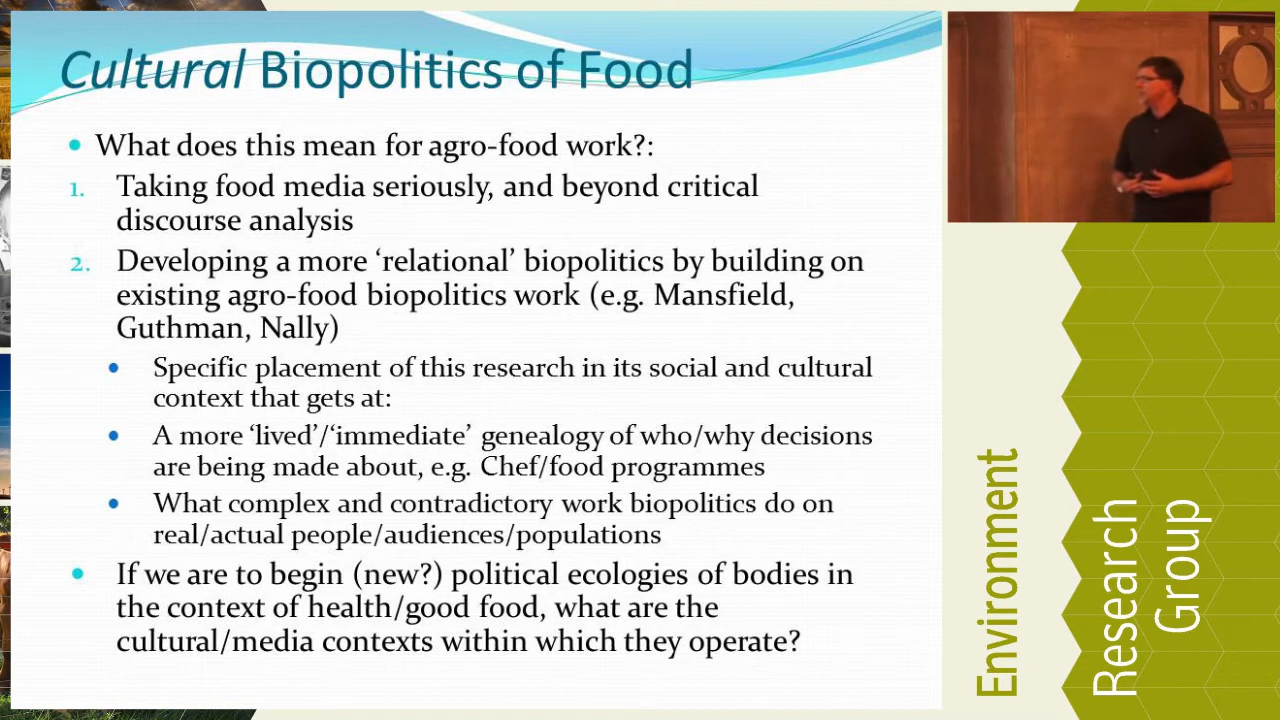 Cultural Biopolitics of Food
• What does this mean for agro-food work?:
1. Taking food media seriously, and beyond critical
discourse analysis
2. Developing a more ‘relational’ biopolitics by building on
existing agro-food biopolitics work (e.g. Mansfield,
Guthman, Nally)
• Specific placement of this research in its social and cultural
context that gets at:
• A more ‘lived’/‘immediate’ genealogy of who/why decisions
are being made about, e.g. Chef/food programmes
• What complex and contradictory work biopolitics do on
real/actual people/audiences/populations
• If we are to begin (new?) political ecologies of bodies in
the context of health/good food, what are the
cultural/media contexts within which they operate?
Environment
Research
Group